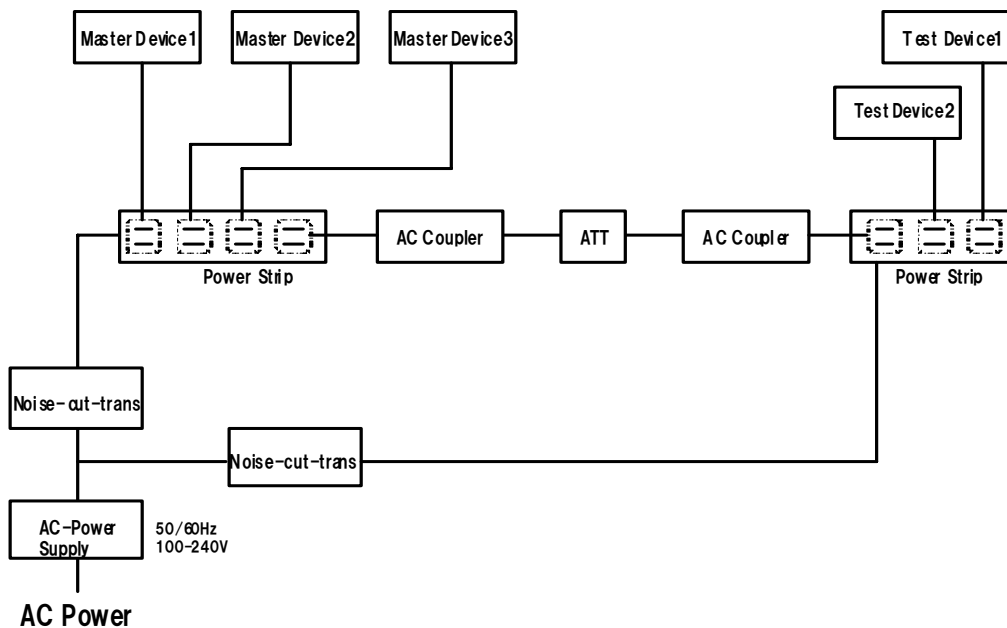 Master Device1
Master Device2
Master Device3
Test Device1
Test Device2
AC Coupler
ATT
AC Coupler
Power Strip
Power Strip
Noise-cut-trans
Noise-cut-trans
AC-Power
Supply
50/60Hz
100-240V
AC Power